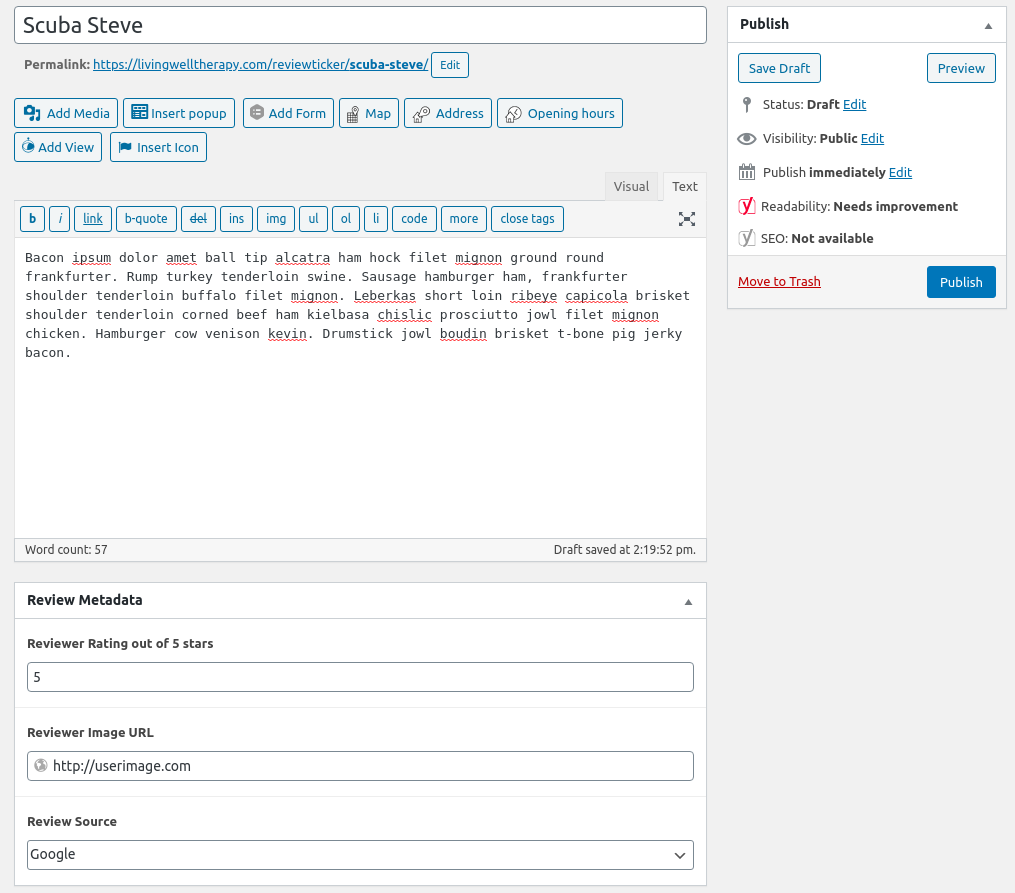 Scuba Steve
Permalink: https://livingwelltherapy.com/reviewticker/scuba-steve/ Edit
Add Media Insert popup Add Form Map Address Opening hours
Add View Insert Icon
Visual Text
b i link b-quote del ins img ul ol li code more close tags
Bacon ipsum dolor amet ball tip alcatra ham hock filet mignon ground round
frankfurter. Rump turkey tenderloin swine. Sausage hamburger ham, frankfurter
shoulder tenderloin buffalo filet mignon. Leberkas short loin ribeye capicola brisket
shoulder tenderloin corned beef ham kielbasa chislic prosciutto jowl filet mignon
chicken. Hamburger cow venison kevin. Drumstick jowl boudin brisket t-bone pig jerky
bacon.
Word count: 57 Draft saved at 2:19:52 pm.
Review Metadata
Reviewer Rating out of 5 stars
5
Reviewer Image URL
http://userimage.com
Review Source
Google
Publish
Save Draft Preview
Status: Draft Edit
Visibility: Public Edit
Publish immediately Edit
Readability: Needs improvement
SEO: Not available
Move to Trash Publish